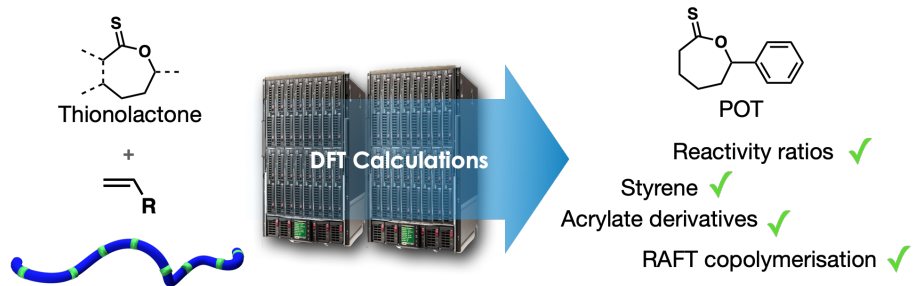 S
O
Thionolactone
+
R
DFT Calculations
S
O
POT
Reactivity ratios ✓
Styrene ✓
Acrylate derivatives ✓
RAFT copolymerisation ✓